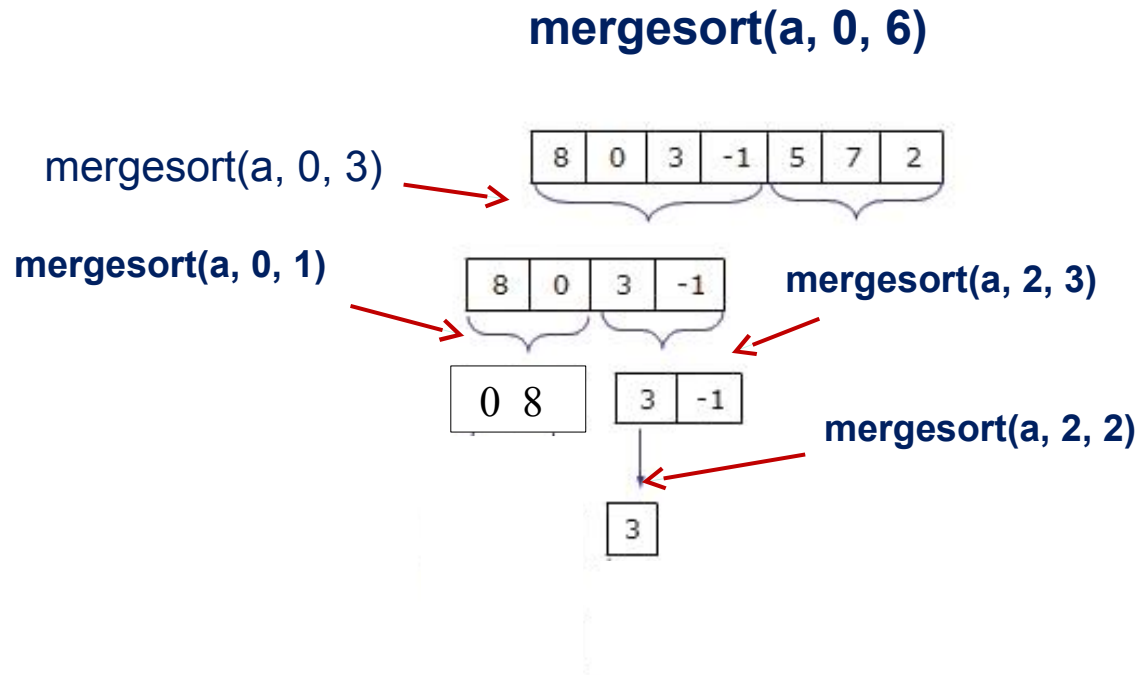 mergesort(a, 0, 6)
mergesort(a, 0, 3)
8 0 3 -1 5 7 2
mergesort(a, 0, 1)
8 0 3 -1
mergesort(a, 2, 3)
0 8
3 -1
mergesort(a, 2, 2)
3